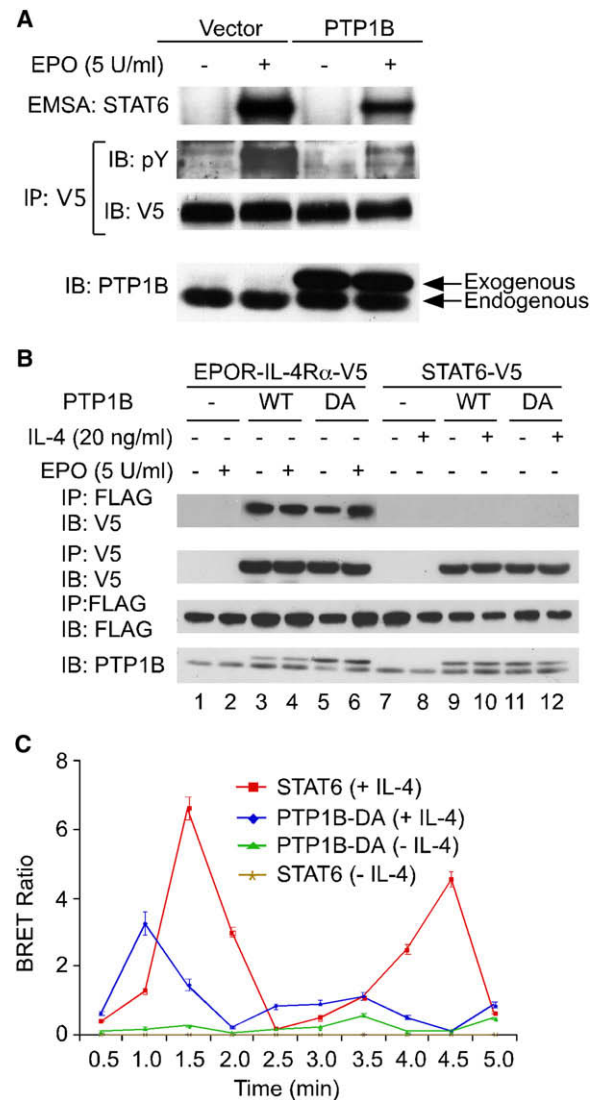 A
Vector PTP1B
EPO (5 U/ml) - + - +
EMSA: STAT6
IP: V5
IB: pY
IB: V5
IB: PTP1B
Exogenous
Endogenous
B
EPOR-IL-4Rα-V5 STAT6-V5
PTP1B - WT DA - WT DA
IL-4 (20 ng/ml) - - - - - - - + - + - +
EPO (5 U/ml) - + - + - + - - - - - -
IP: FLAG
IB: V5
IP: V5
IB: V5
IP:FLAG
IB: FLAG
IB: PTP1B
1 2 3 4 5 6 7 8 9 10 11 12
C
8
6
4
2
0
BRET Ratio
STAT6 (+ IL-4)
PTP1B-DA (+ IL-4)
PTP1B-DA (- IL-4)
STAT6 (- IL-4)
0.5 1.0 1.5 2.0 2.5 3.0 3.5 4.0 4.5 5.0
Time (min)